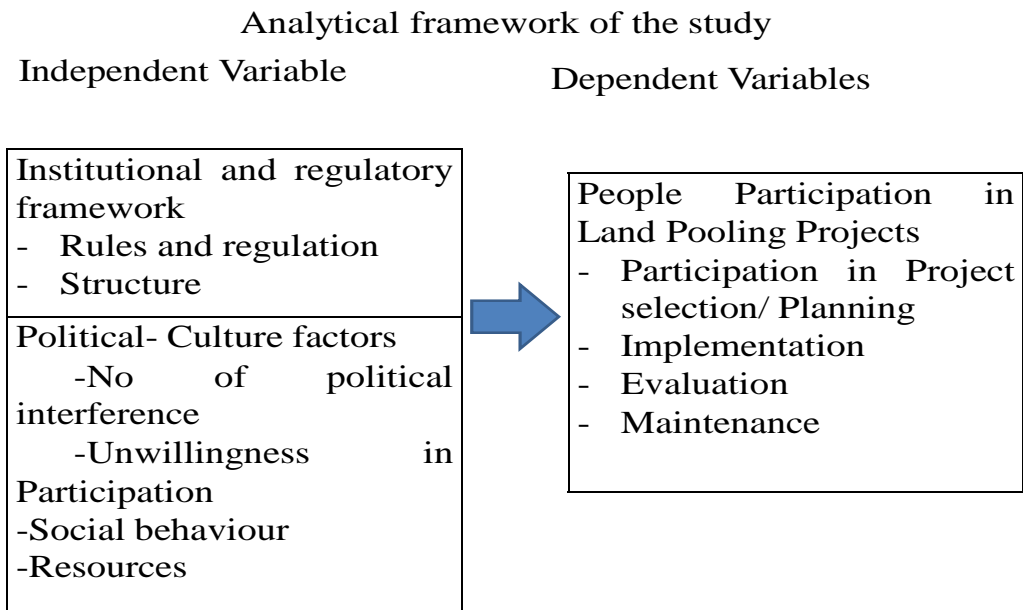 Analytical framework of the study
Independent Variable
Dependent Variables
Institutional and regulatory
framework
- Rules and regulation
- Structure
Political- Culture factors
-No of political
interference
-Unwillingness in
Participation
-Social behaviour
-Resources
People Participation in
Land Pooling Projects
- Participation in Project
selection/ Planning
- Implementation
- Evaluation
- Maintenance